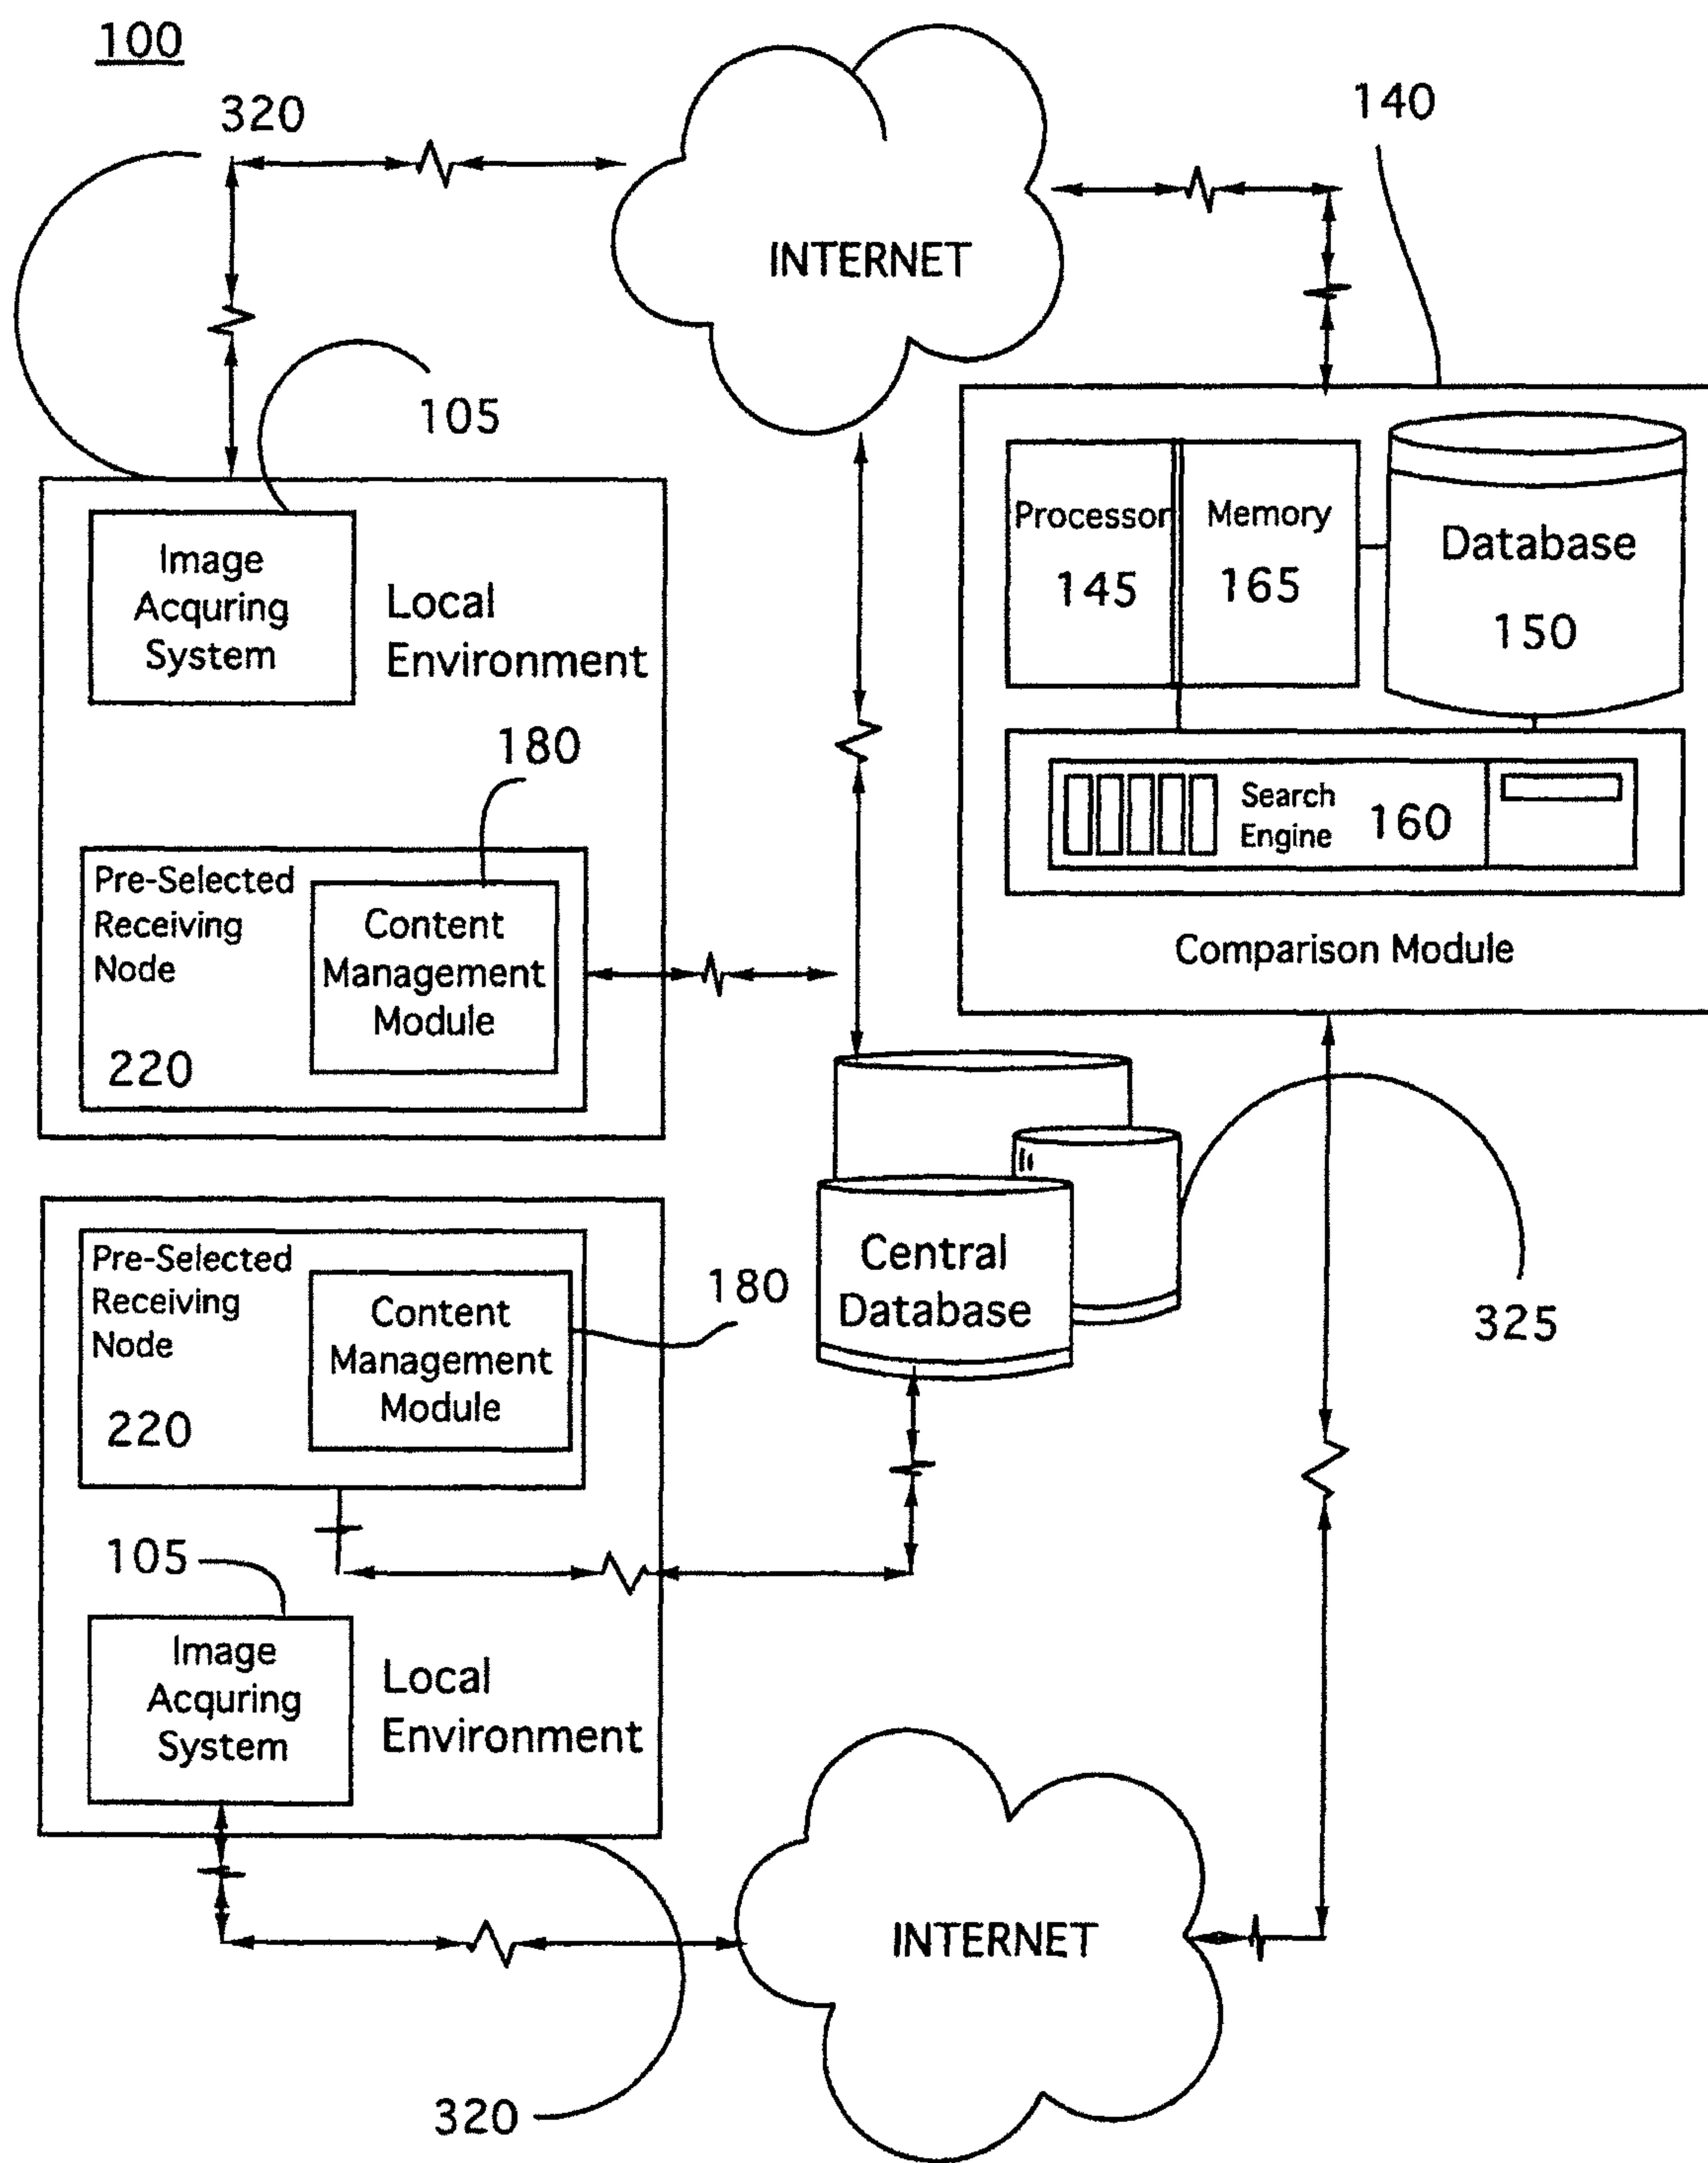 100
320
140
INTERNET
105
Image
Acquring
System
Local
Environment
Processor
145
Memory
165
Database
150
180
Search
Engine
160
Pre-Selected
Receiving
Node
220
Content
Management
Module
Comparison Module
Pre-Selected
Receiving
Node
220
Content
Management
Module
180
Central
Database
325
105
Image
Acquring
System
Local
Environment
INTERNET
320